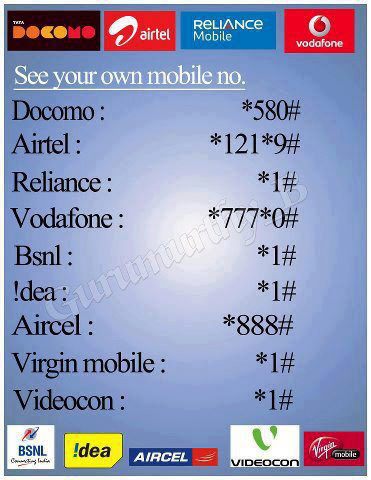 TATA
DOCOMO
airtel
RELIANCE
Mobile
vodafone
See your own mobile no.
Docomo : *580#
Airtel : *121*9#
Reliance : *1#
Vodafone : *777*0#
Bsnl : *1#
!dea : *1#
Aircel : *888#
Virgin mobile : *1#
Videocon : *1#
BSNL
Connecting India
!dea
AIRCEL
VIDEOCON
Virgin
mobile